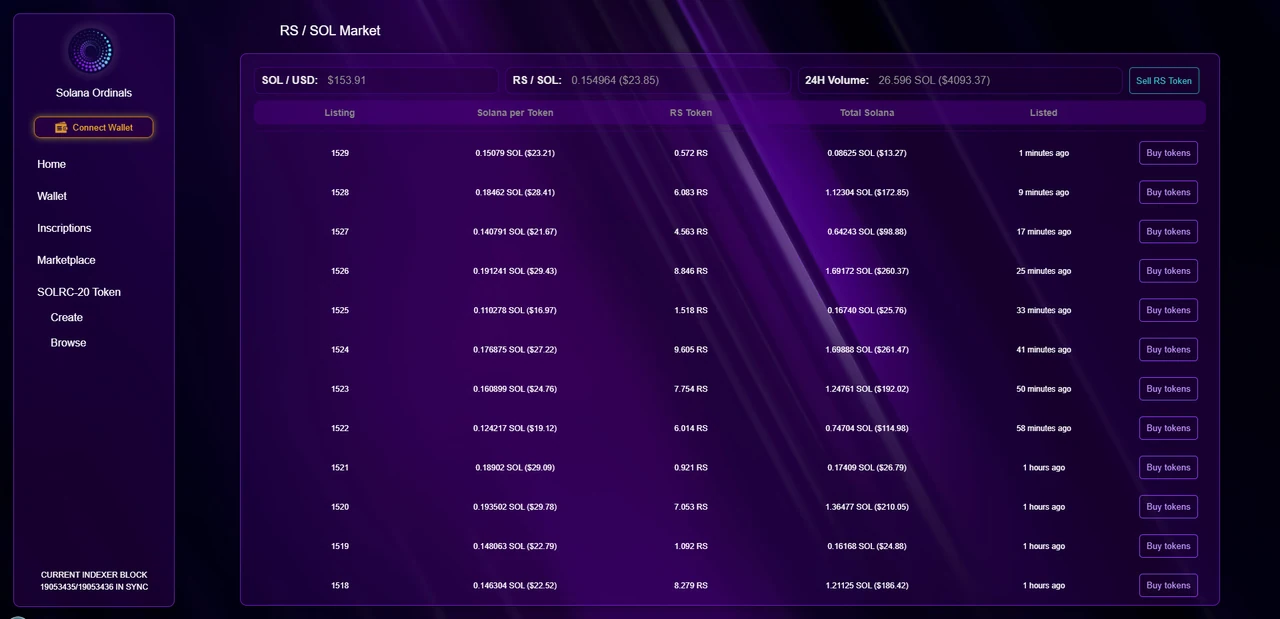 RS / SOL Market
Solana Ordinals
Connect Wallet
Home
Wallet
Inscriptions
Marketplace
SOLRC-20 Token
Create
Browse
CURRENT INDEXER BLOCK
19053435/19053436 IN SYNC
SOL / USD: $153.91 RS / SOL: 0.154964 ($23.85) 24H Volume: 26.596 SOL ($4093.37) Sell RS Token
Listing Solana per Token RS Token Total Solana Listed
1529 0.15079 SOL ($23.21) 0.572 RS 0.08625 SOL ($13.27) 1 minutes ago Buy tokens
1528 0.18462 SOL ($28.41) 6.083 RS 1.12304 SOL ($172.85) 9 minutes ago Buy tokens
1527 0.140791 SOL ($21.67) 4.563 RS 0.64243 SOL ($98.88) 17 minutes ago Buy tokens
1526 0.191241 SOL ($29.43) 8.846 RS 1.69172 SOL ($260.37) 25 minutes ago Buy tokens
1525 0.110278 SOL ($16.97) 1.518 RS 0.16740 SOL ($25.76) 33 minutes ago Buy tokens
1524 0.176875 SOL ($27.22) 9.605 RS 1.69888 SOL ($261.47) 41 minutes ago Buy tokens
1523 0.160899 SOL ($24.76) 7.754 RS 1.24761 SOL ($192.02) 50 minutes ago Buy tokens
1522 0.124217 SOL ($19.12) 6.014 RS 0.74704 SOL ($114.98) 58 minutes ago Buy tokens
1521 0.18902 SOL ($29.09) 0.921 RS 0.17409 SOL ($26.79) 1 hours ago Buy tokens
1520 0.193502 SOL ($29.78) 7.053 RS 1.36477 SOL ($210.05) 1 hours ago Buy tokens
1519 0.148063 SOL ($22.79) 1.092 RS 0.16168 SOL ($24.88) 1 hours ago Buy tokens
1518 0.146304 SOL ($22.52) 8.279 RS 1.21125 SOL ($186.42) 1 hours ago Buy tokens